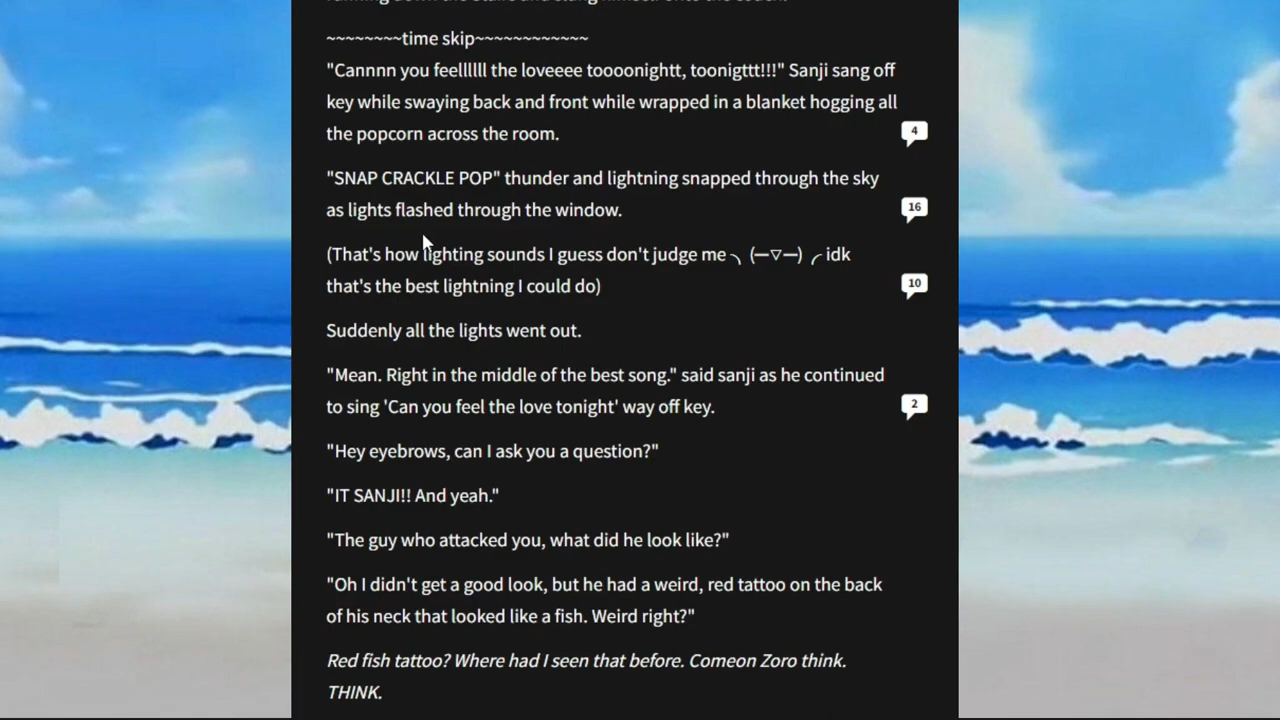 ~~~~~~~~time skip~~~~~~~~~~~~
"Cannnn you feellllll the loveeee toooonightt, toonigttt!!!" Sanji sang off
key while swaying back and front while wrapped in a blanket hogging all
the popcorn across the room.
4
"SNAP CRACKLE POP" thunder and lightning snapped through the sky
as lights flashed through the window.
16
(That's how lighting sounds I guess don't judge me ╮(─▽─)╭ idk
that's the best lightning I could do)
10
Suddenly all the lights went out.
"Mean. Right in the middle of the best song." said sanji as he continued
to sing 'Can you feel the love tonight' way off key.
2
"Hey eyebrows, can I ask you a question?"
"IT SANJI!! And yeah."
"The guy who attacked you, what did he look like?"
"Oh I didn't get a good look, but he had a weird, red tattoo on the back
of his neck that looked like a fish. Weird right?"
Red fish tattoo? Where had I seen that before. Comeon Zoro think.
THINK.